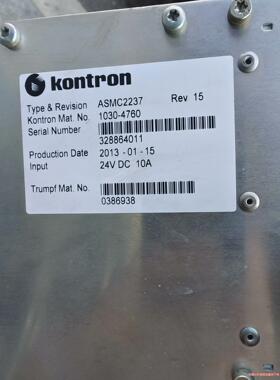 kontron
Type & Revision ASMC2237 Rev 15
Kontron Mat. No. 1030-4760
Serial Number
328864011
Production Date 2013 - 01 - 15
Input 24V DC 10A
Trumpf Mat. No.
0386938